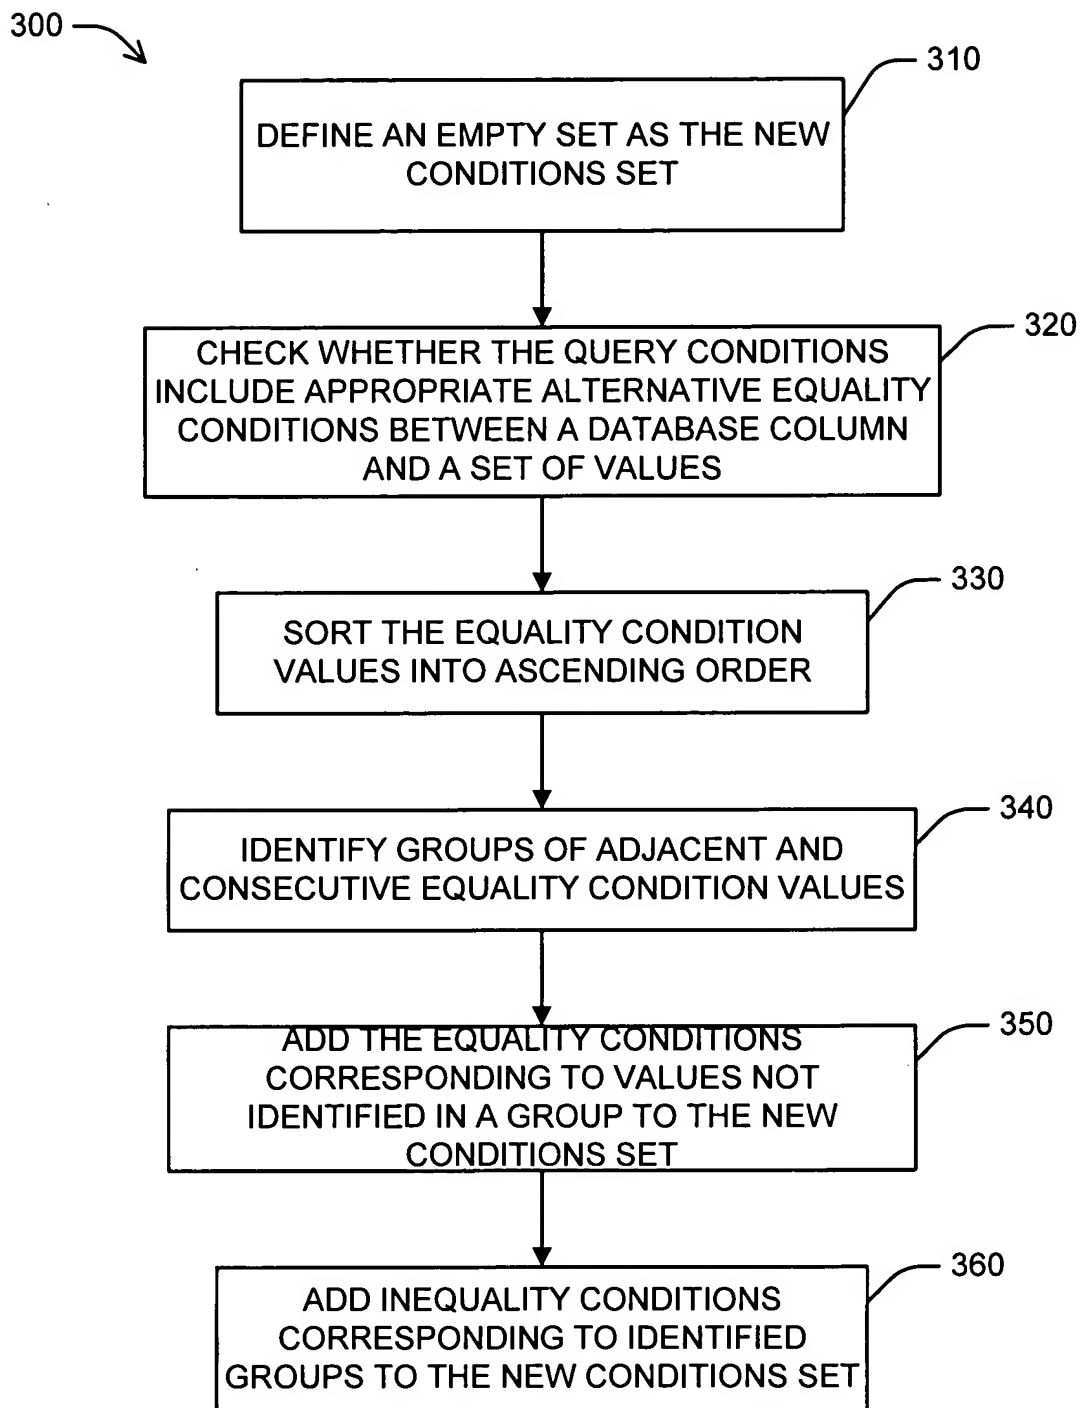 300
310
DEFINE AN EMPTY SET AS THE NEW
CONDITIONS SET
320
CHECK WHETHER THE QUERY CONDITIONS
INCLUDE APPROPRIATE ALTERNATIVE EQUALITY
CONDITIONS BETWEEN A DATABASE COLUMN
AND A SET OF VALUES
330
SORT THE EQUALITY CONDITION
VALUES INTO ASCENDING ORDER
340
IDENTIFY GROUPS OF ADJACENT AND
CONSECUTIVE EQUALITY CONDITION VALUES
350
ADD THE EQUALITY CONDITIONS
CORRESPONDING TO VALUES NOT
IDENTIFIED IN A GROUP TO THE NEW
CONDITIONS SET
360
ADD INEQUALITY CONDITIONS
CORRESPONDING TO IDENTIFIED
GROUPS TO THE NEW CONDITIONS SET